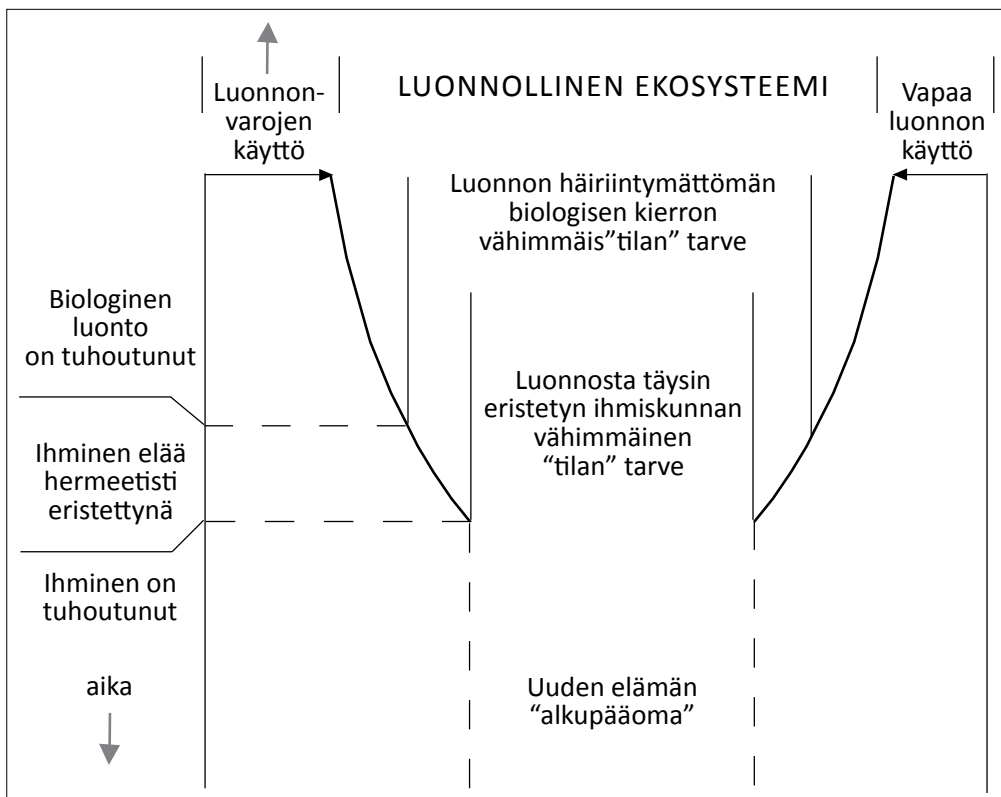 LUONNOLLINEN EKOSYSTEEMI
Luonnon-
varojen
käyttö
Vapaa
luonnon
käyttö
Luonnon häiriintymättömän
biologisen kierron
vähimmäis”tilan” tarve
Biologinen
luonto
on tuhoutunut
Luonnosta täysin
eristetyn ihmiskunnan
vähimmäinen
“tilan” tarve
Ihminen elää
hermeetisti
eristettynä
Ihminen on
tuhoutunut
aika
Uuden elämän
“alkupääoma”